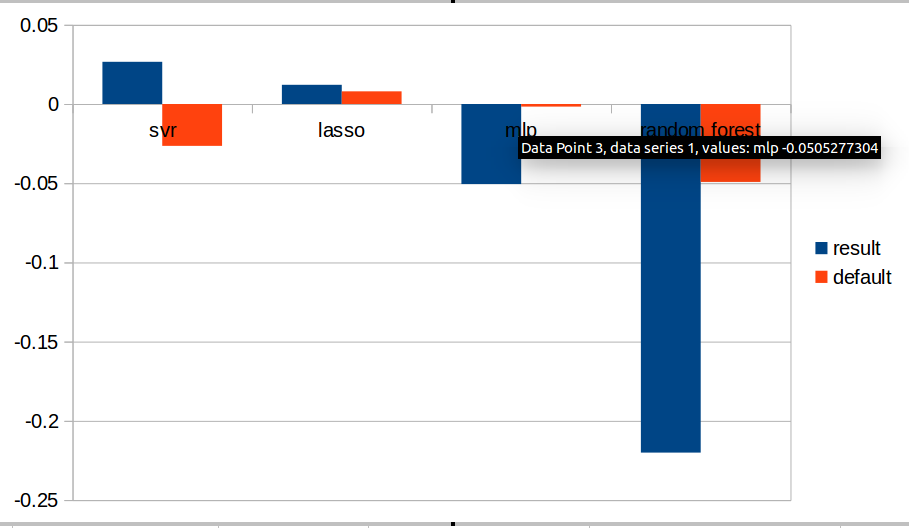 0.05
0
svr lasso mlp random forest
Data Point 3, data series 1, values: mlp -0.0505277304
-0.05
-0.1
result
default
-0.15
-0.2
-0.25